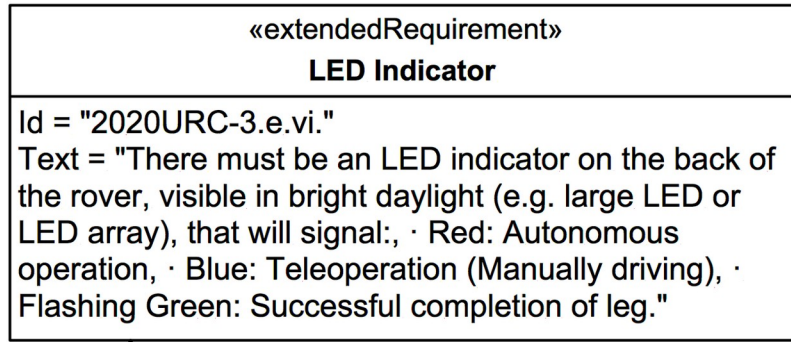 «extendedRequirement»
LED Indicator
Id = "2020URC-3.e.vi."
Text = "There must be an LED indicator on the back of
the rover, visible in bright daylight (e.g. large LED or
LED array), that will signal:, · Red: Autonomous
operation, · Blue: Teleoperation (Manually driving), ·
Flashing Green: Successful completion of leg."